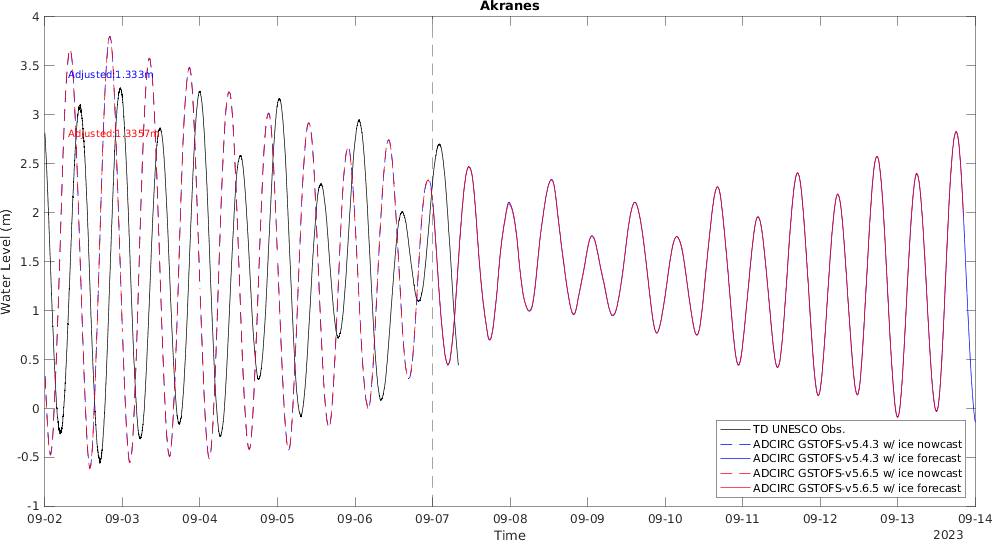 Akranes
4
3.5
3
2.5
2
1.5
1
0.5
0
-0.5
-1
Water Level (m)
Adjusted:1.333m
Adjusted:1.3357m
TD UNESCO Obs.
ADCIRC GSTOFS-v5.4.3 w/ ice nowcast
ADCIRC GSTOFS-v5.4.3 w/ ice forecast
ADCIRC GSTOFS-v5.6.5 w/ ice nowcast
ADCIRC GSTOFS-v5.6.5 w/ ice forecast
09-02 09-03 09-04 09-05 09-06 09-07 09-08 09-09 09-10 09-11 09-12 09-13 09-14
Time
2023